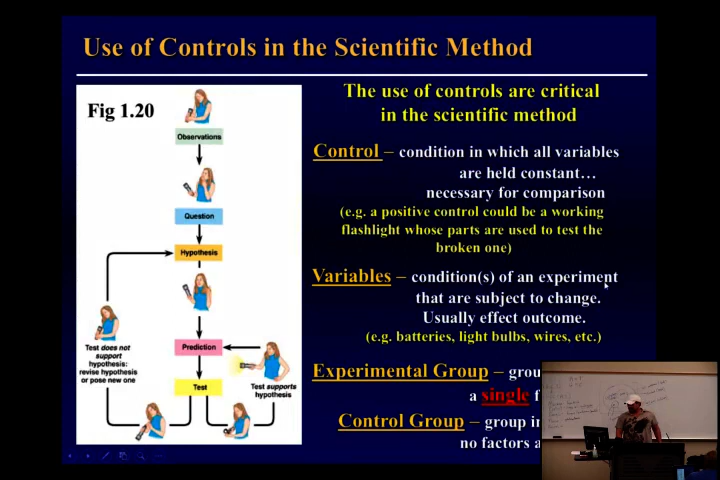 Use of Controls in the Scientific Method
Fig 1.20
Observations
Question
Hypothesis
Prediction
Test
Test does not
support
hypothesis:
revise hypothesis
or pose new one
Test supports
hypothesis
The use of controls are critical
in the scientific method
Control – condition in which all variables
are held constant…
necessary for comparison
(e.g. a positive control could be a working
flashlight whose parts are used to test the
broken one)
Variables – condition(s) of an experiment
that are subject to change.
Usually effect outcome.
(e.g. batteries, light bulbs, wires, etc.)
Experimental Group –
a single
Control Group – group
no factors